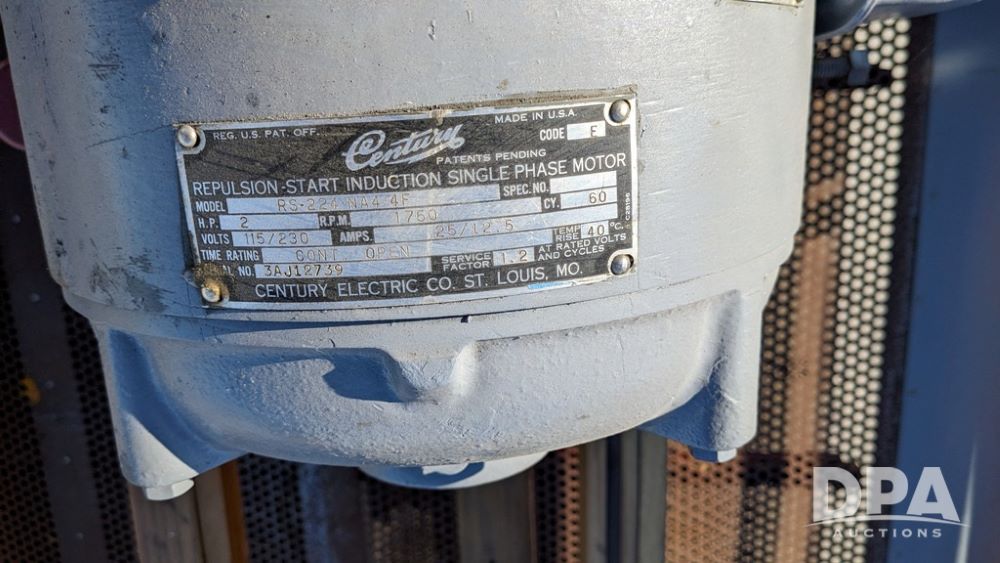 REG. U.S. PAT. OFF. Century MADE IN U.S.A.
CODE F
PATENTS PENDING
REPULSION-START INDUCTION SINGLE PHASE MOTOR
MODEL RS-224 NA4 4F SPEC. NO.
H.P. 2 R.P.M. 1750 CY. 60
VOLTS 115/230 AMPS. 25/12.5 TEMP RISE 40 °C.
TIME RATING CONT. OPEN SERVICE FACTOR 1.2 AT RATED VOLTS AND CYCLES
NO. 3AJ12739
CENTURY ELECTRIC CO. ST. LOUIS, MO.
DPA
AUCTIONS